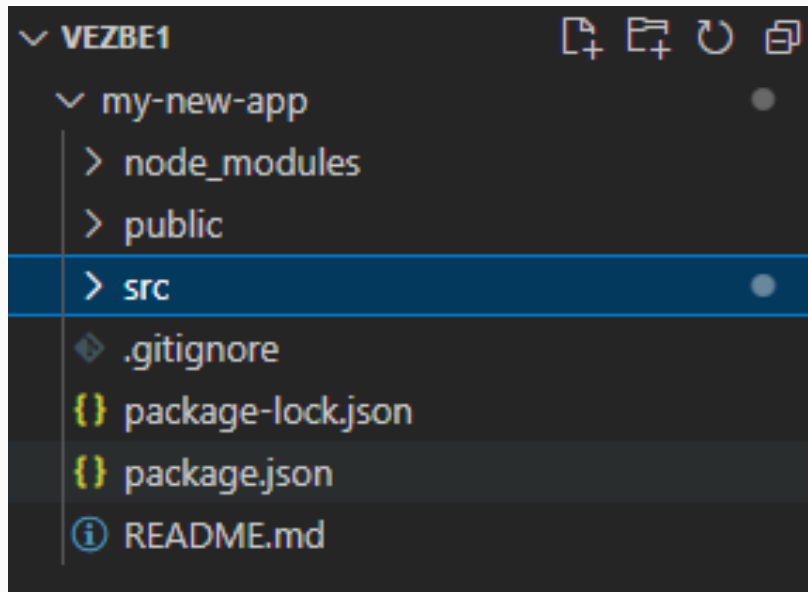 VEZBE1
my-new-app
node_modules
public
src
.gitignore
package-lock.json
package.json
README.md